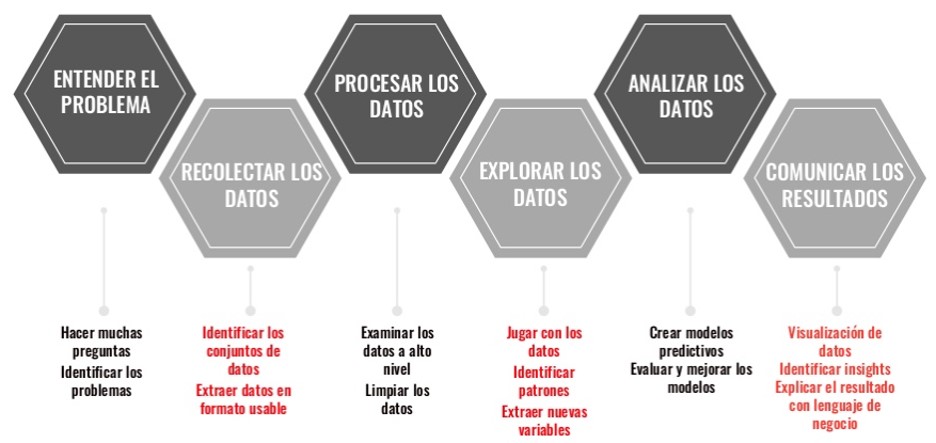 ENTENDER EL
PROBLEMA
RECOLECTAR LOS
DATOS
PROCESAR LOS
DATOS
EXPLORAR LOS
DATOS
ANALIZAR LOS
DATOS
COMUNICAR LOS
RESULTADOS
Hacer muchas
preguntas
Identificar los
problemas
Identificar los
conjuntos de
datos
Extraer datos en
formato usable
Examinar los
datos a alto
nivel
Limpiar los
datos
Jugar con los
datos
Identificar
patrones
Extraer nuevas
variables
Crear modelos
predictivos
Evaluar y mejorar los
modelos
Visualización de
datos
Identificar insights
Explicar el resultado
con lenguaje de
negocio